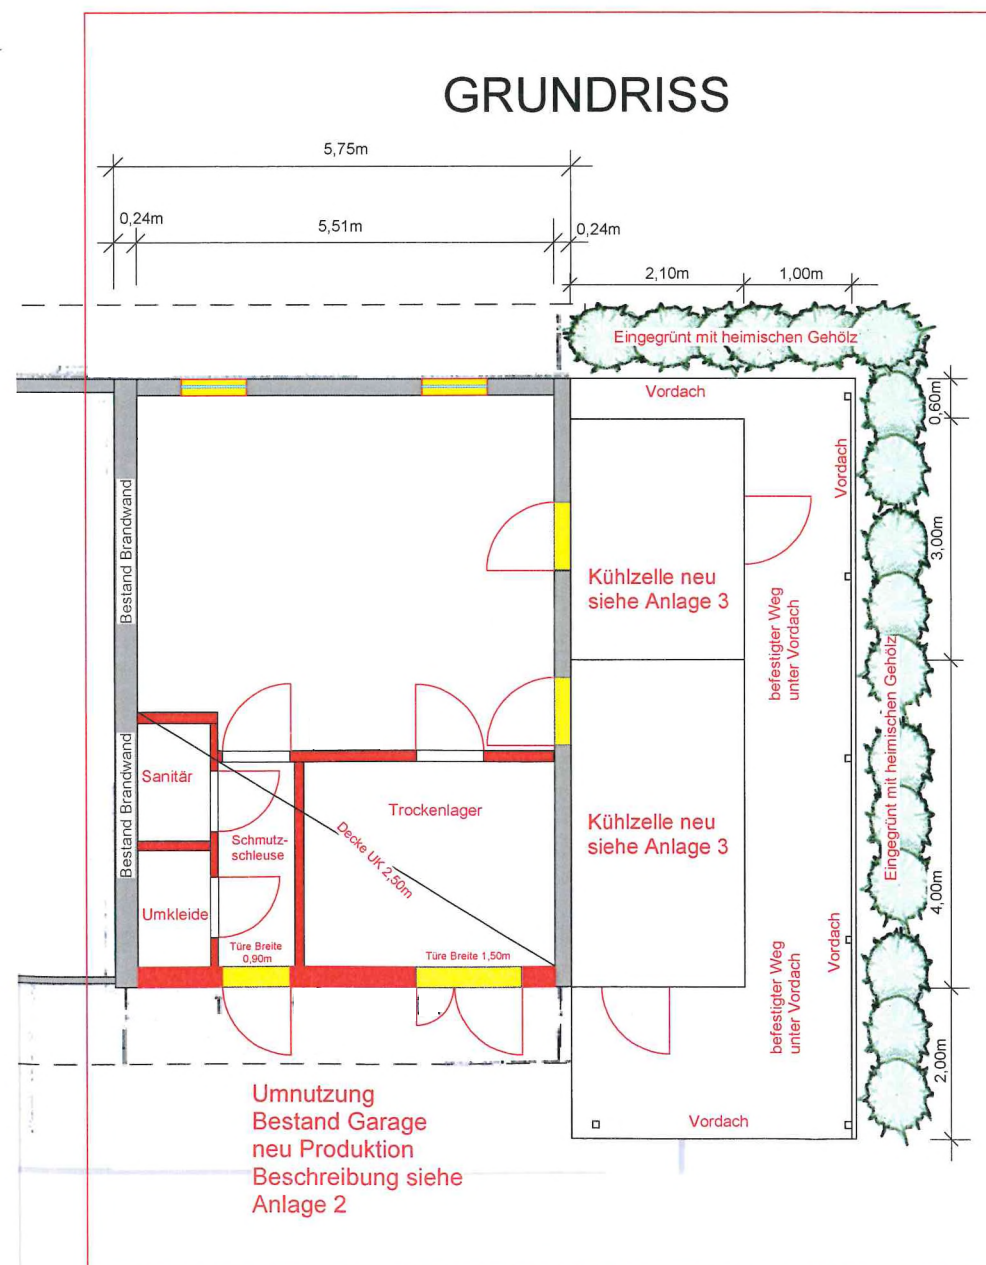 GRUNDRISS
5,75m
0,24m
5,51m
0,24m
2,10m
1,00m
Eingegrünt mit heimischen Gehölz
Vordach
0,60m
Vordach
Bestand Brandwand
3,00m
Kühlzelle neu
siehe Anlage 3
befestigter Weg
unter Vordach
Eingegrünt mit heimischen Gehölz
Bestand Brandwand
Sanitär
Trockenlager
Schmutz-
schleuse
Decke UK 2,50m
Kühlzelle neu
siehe Anlage 3
4,00m
Umkleide
Türe Breite
0,90m
Türe Breite 1,50m
Vordach
befestigter Weg
unter Vordach
2,00m
Umnutzung
Bestand Garage
neu Produktion
Beschreibung siehe
Anlage 2
Vordach